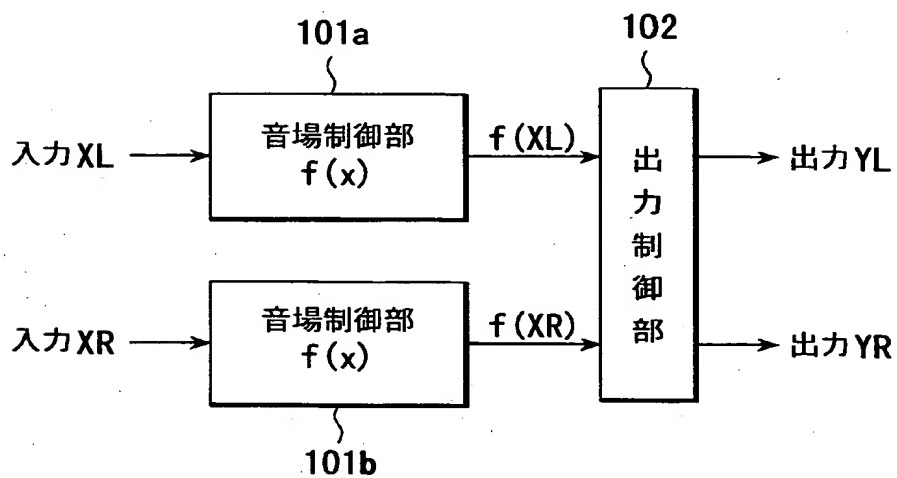 101a
102
入力XL
音場制御部
f(x)
f(XL)
出力制御部
出力YL
入力XR
音場制御部
f(x)
f(XR)
出力YR
101b